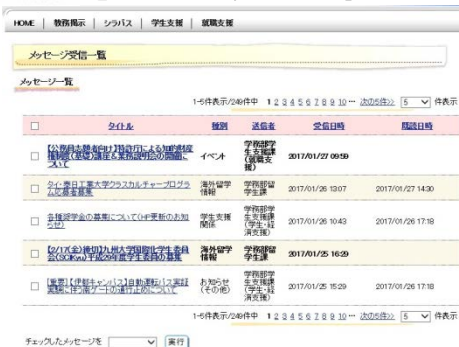 HOME | 教務掲示 | シラバス | 学生支援 | 就職支援
メッセージ受信一覧
メッセージ一覧
1-5件表示/249件中 1 2 3 4 5 6 7 8 9 10 … 次の5件>> 5 件表示
タイトル 種別 送信者 受信日時 既読日時
【公務員志願者向け】特許庁による知的財産権制度(基礎)講座&業務説明会の開催について イベント 学務部学生支援課(就職支援) 2017/01/27 09:59
タイ・泰日工業大学クラスカルチャープログラム応募者募集 海外留学情報 学務部留学生課 2017/01/26 13:07 2017/01/27 14:30
各種奨学金の募集について(HP更新のお知らせ) 学生支援関係 学務部学生支援課(学生・経済支援) 2017/01/26 10:43 2017/01/26 17:18
【2/17(金)締切】九州大学国際化学生委員会(SCIKyu)平成29年度学生委員の募集 海外留学情報 学務部留学生課 2017/01/25 16:29
【重要】【伊都キャンパス】自動運転バス実証実験に伴う南ゲートの通行止めについて お知らせ(その他) 学務部学生支援課(学生・経済支援) 2017/01/25 15:29 2017/01/26 17:18
1-5件表示/249件中 1 2 3 4 5 6 7 8 9 10 … 次の5件>> 5 件表示
チェックしたメッセージを 実行